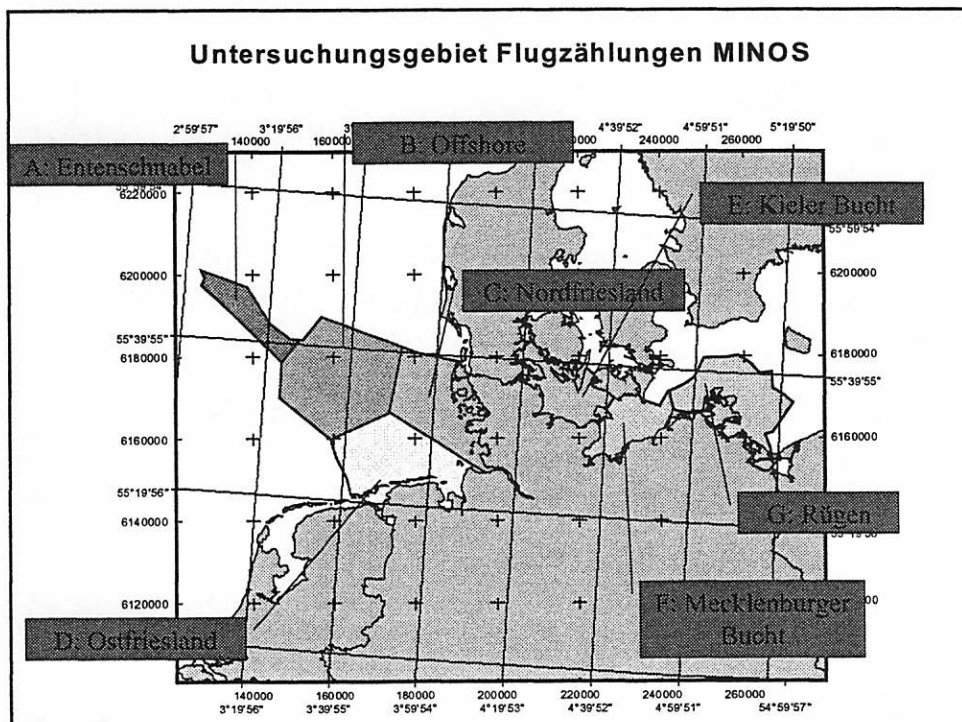 Untersuchungsgebiet Flugzählungen MINOS
2°59'57" 3°19'56" 4°39'52" 4°59'51" 5°19'50"
140000 160000 240000 260000
B: Offshore
A: Entenschnabel
6220000
E: Kieler Bucht
55°59'54"
6200000 6200000
C: Nordfriesland
55°39'55"
6180000 6180000
55°39'55"
6160000 6160000
55°19'56"
6140000
G: Rügen
6120000
F: Mecklenburger
Bucht
D: Ostfriesland
140000 160000 180000 200000 220000 240000 260000
3°19'56" 3°39'55" 3°59'54" 4°19'53" 4°39'52" 4°59'51" 54°59'57"